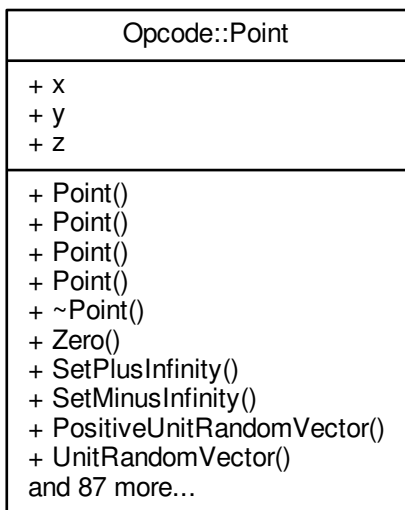 Opcode::Point
+ x
+ y
+ z
+ Point()
+ Point()
+ Point()
+ Point()
+ ~Point()
+ Zero()
+ SetPlusInfinity()
+ SetMinusInfinity()
+ PositiveUnitRandomVector()
+ UnitRandomVector()
and 87 more...